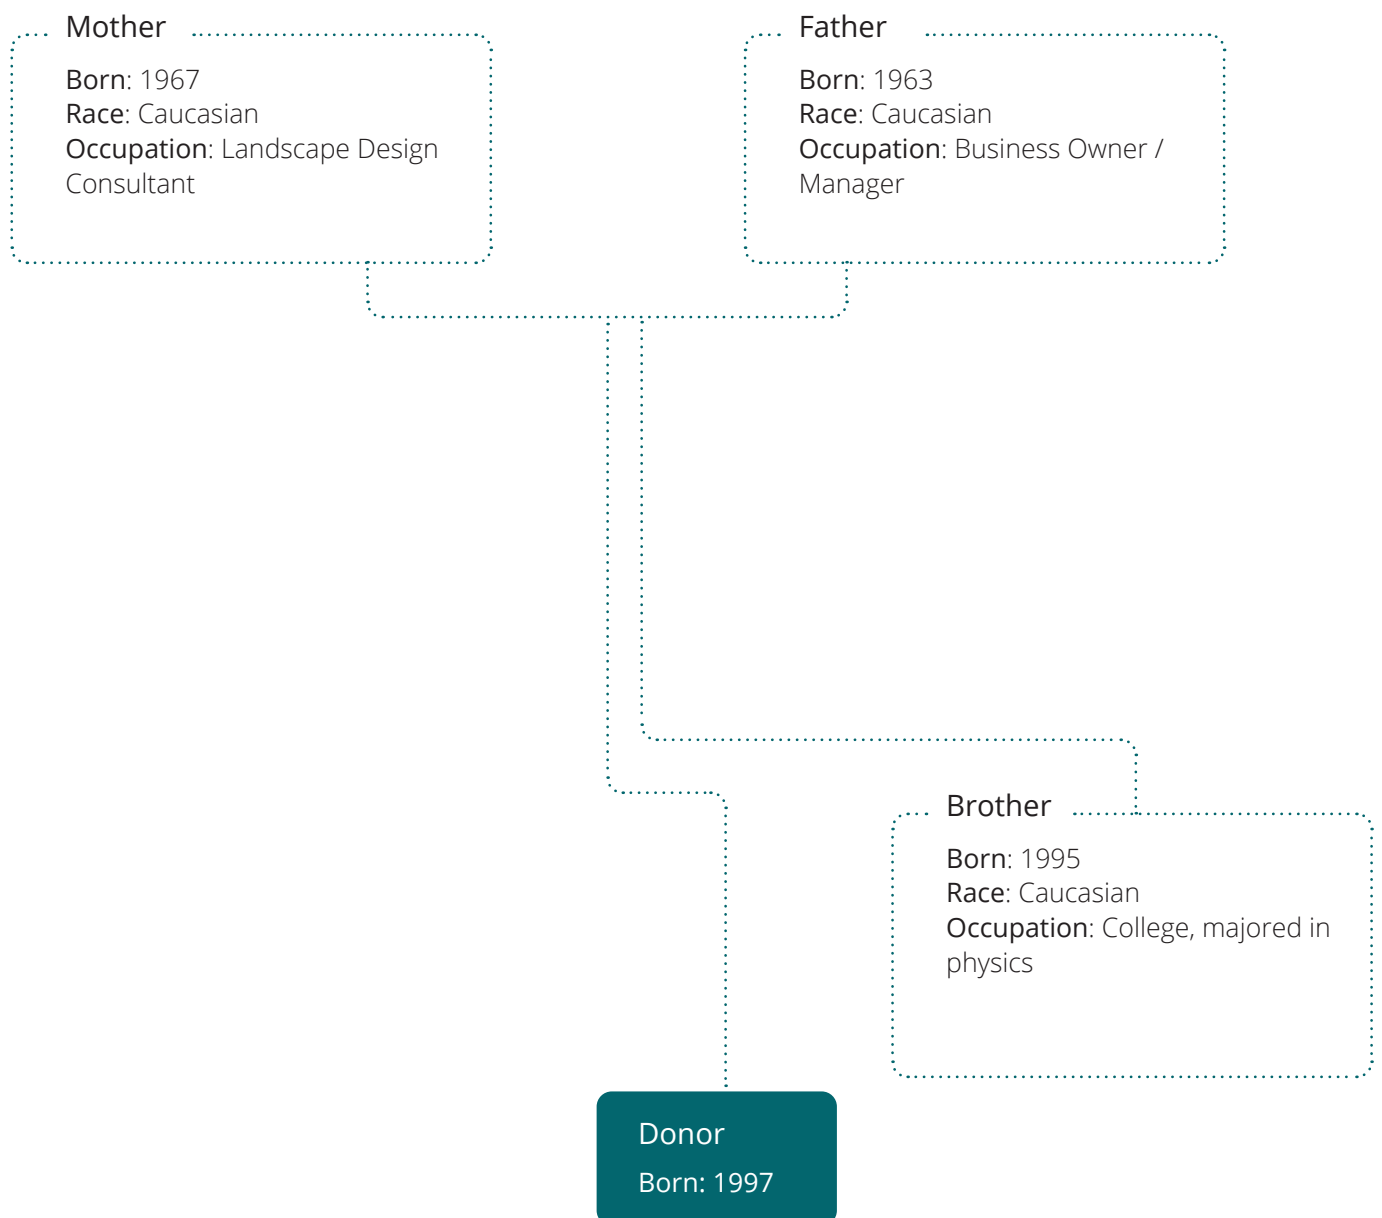 Mother
Born: 1967
Race: Caucasian
Occupation: Landscape Design
Consultant
Father
Born: 1963
Race: Caucasian
Occupation: Business Owner /
Manager
Brother
Born: 1995
Race: Caucasian
Occupation: College, majored in
physics
Donor
Born: 1997